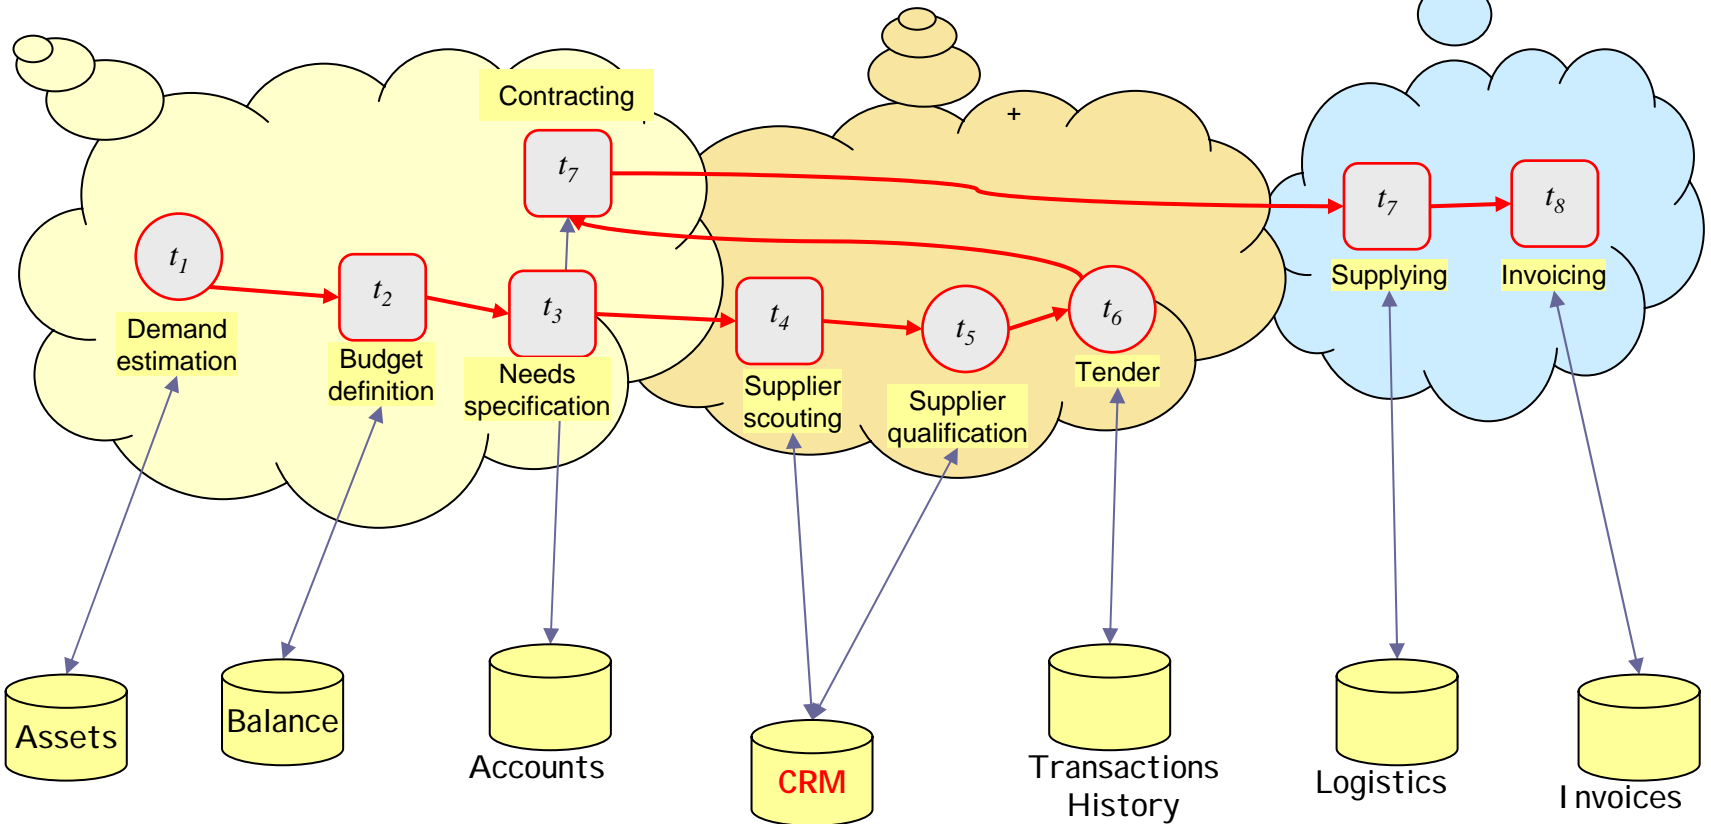 Contracting
+
t7
t7
t8
t1
Supplying
Invoicing
t2
t3
t4
t5
t6
Demand
estimation
Budget
definition
Needs
specification
Supplier
scouting
Supplier
qualification
Tender
Assets
Balance
Accounts
CRM
Transactions
History
Logistics
Invoices